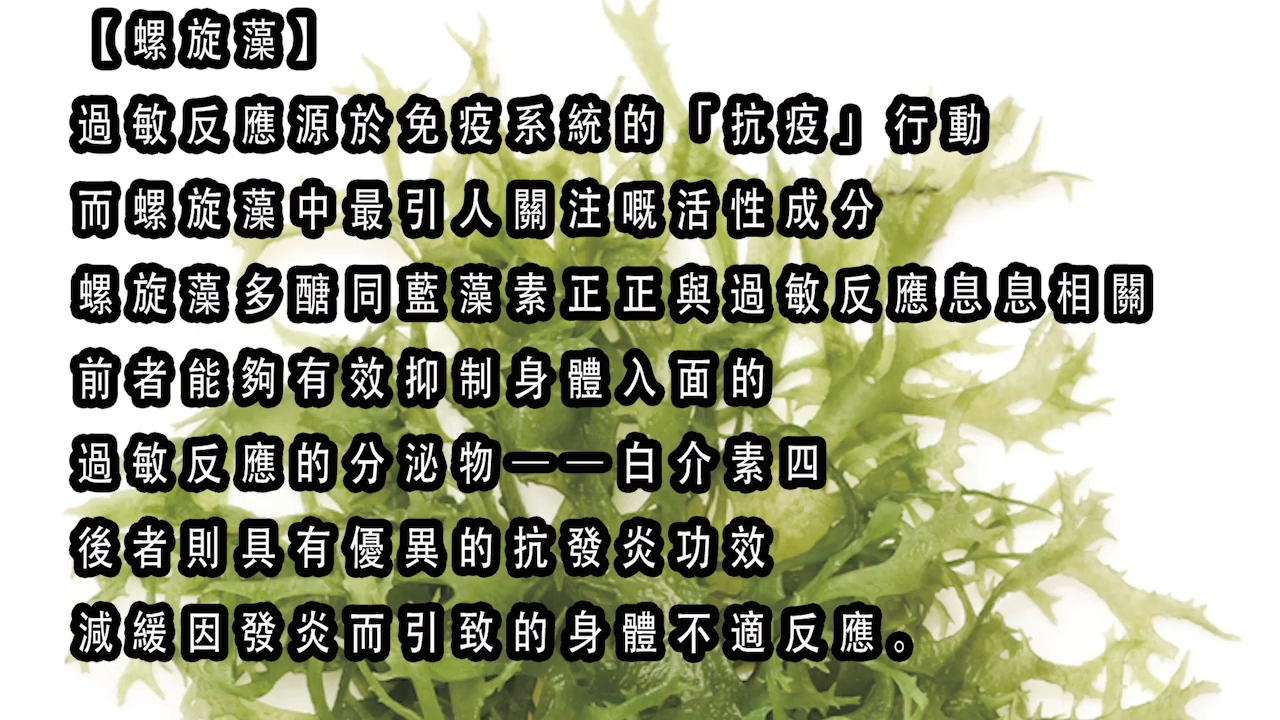 【螺旋藻】
過敏反應源於免疫系統的『抗疫』行動
而螺旋藻中最引人關注嘅活性成分
螺旋藻多醣同藍藻素正正與過敏反應息息相關
前者能夠有效抑制身體入面的
過敏反應的分泌物——白介素四
後者則具有優異的抗發炎功效
減緩因發炎而引致的身體不適反應。